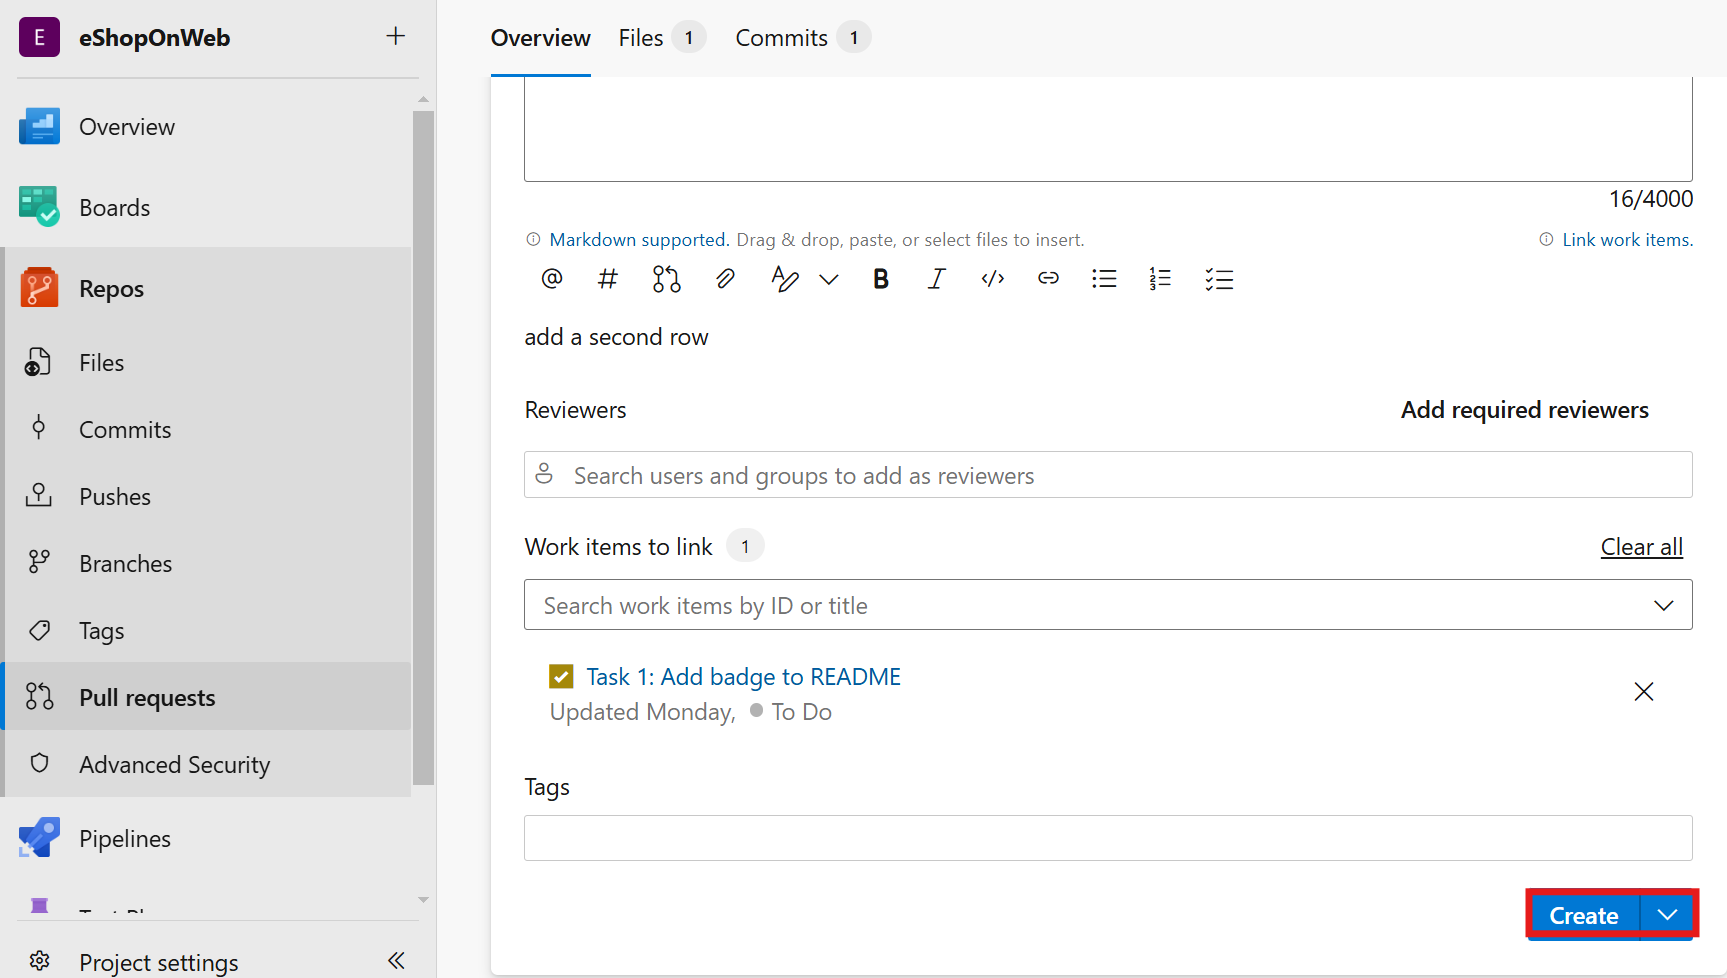 E eShopOnWeb +
Overview
Boards
Repos
Files
Commits
Pushes
Branches
Tags
Pull requests
Advanced Security
Pipelines
Project settings
Overview Files 1 Commits 1
16/4000
Markdown supported. Drag & drop, paste, or select files to insert. Link work items.
add a second row
Reviewers Add required reviewers
Search users and groups to add as reviewers
Work items to link 1 Clear all
Search work items by ID or title
Task 1: Add badge to README
Updated Monday, To Do
Tags
Create